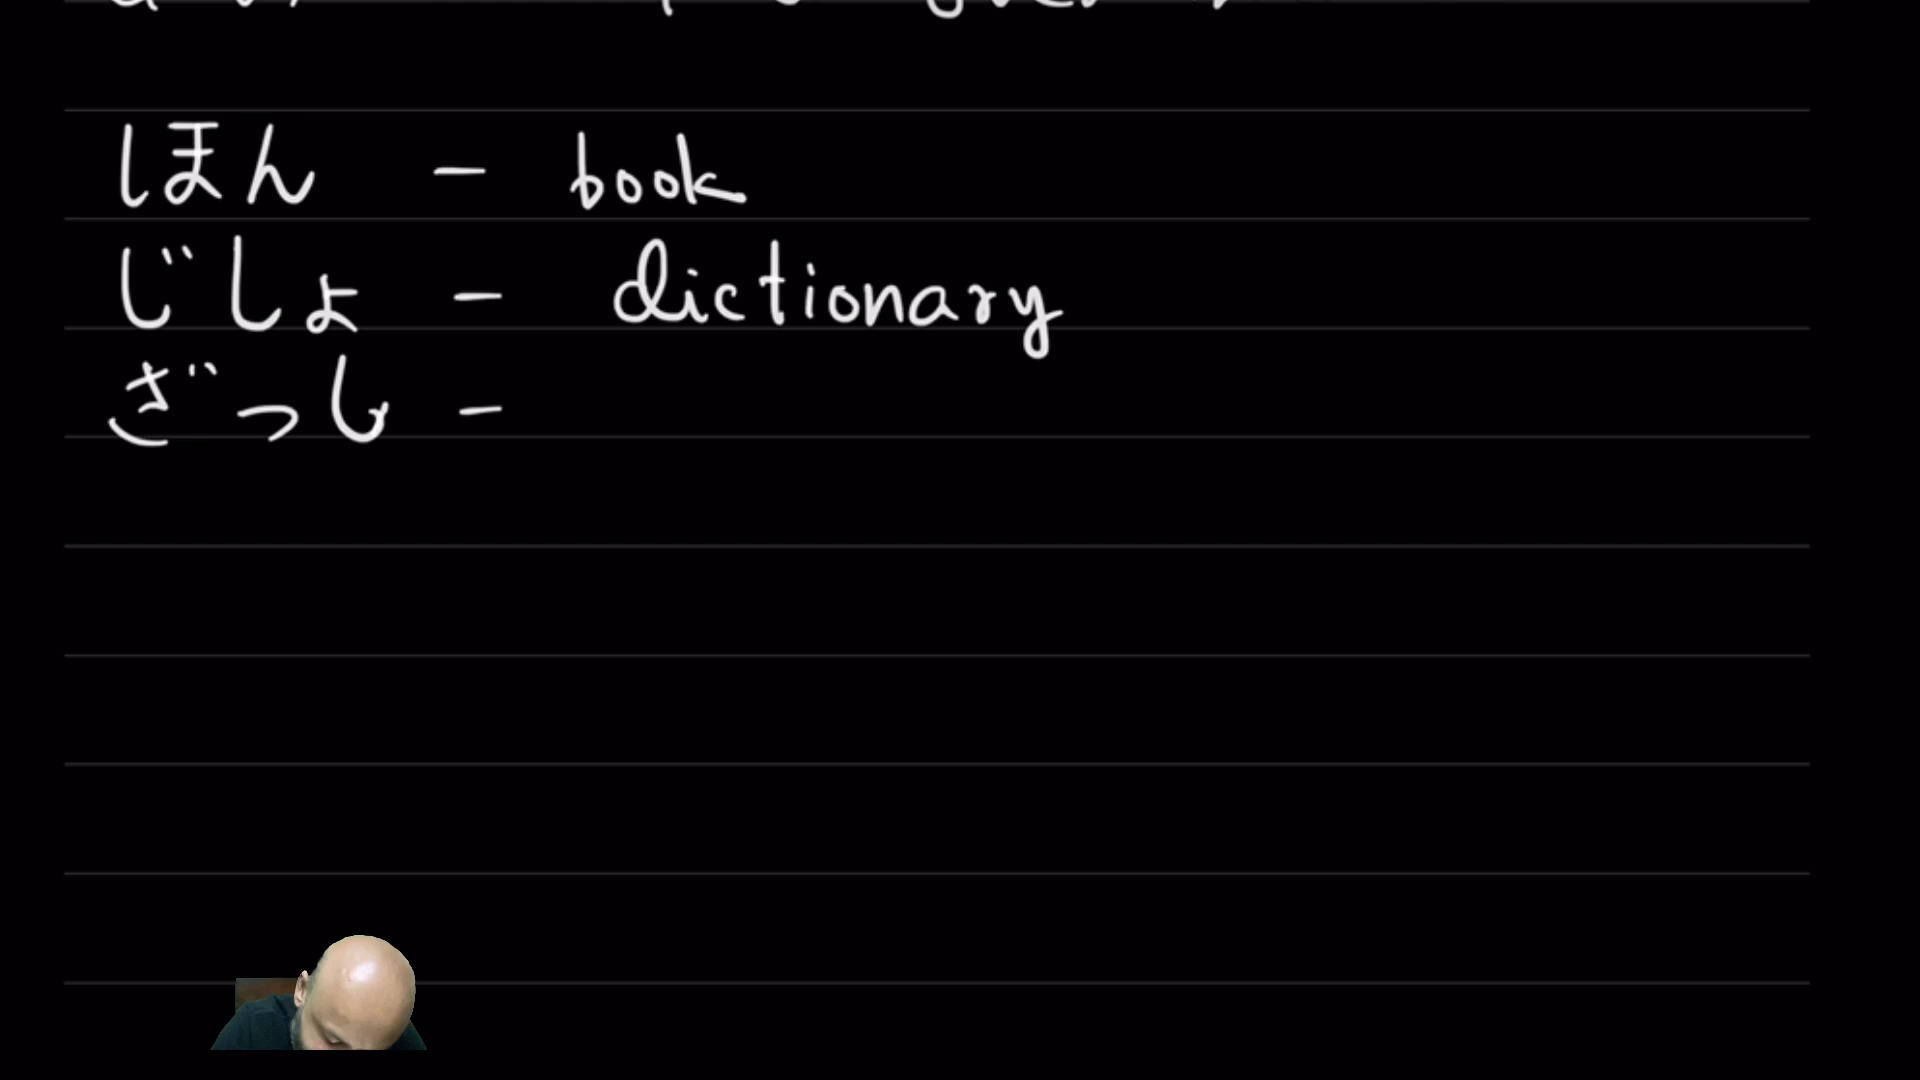 ほん - book
じしょ - dictionary
ざっし -